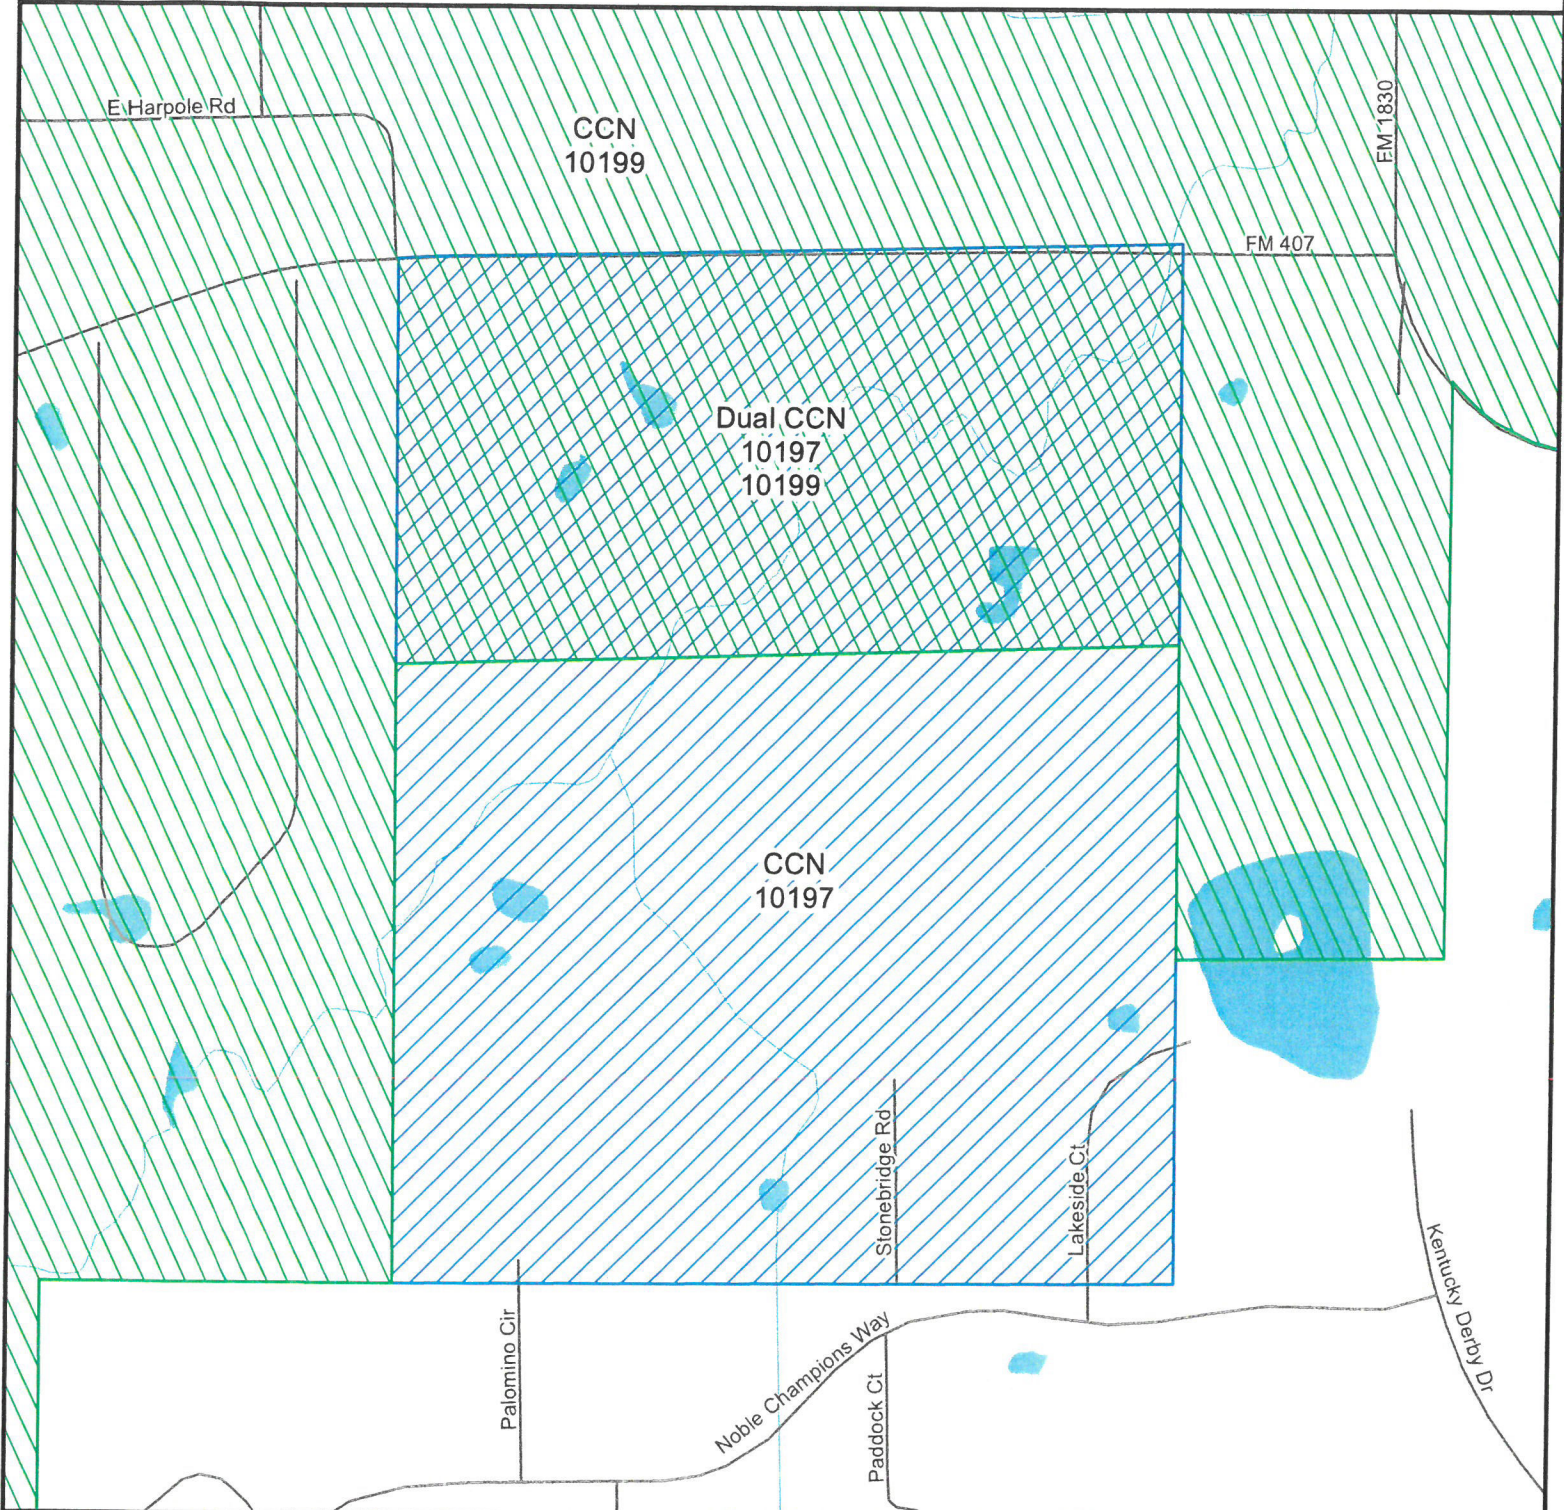 E Harpole Rd
CCN
10199
FM 1830
FM 407
Dual CCN
10197
10199
CCN
10197
Stonebridge Rd
Lakeside Ct
Palomino Cir
Noble Champions Way
Paddock Ct
Kentucky Derby Dr